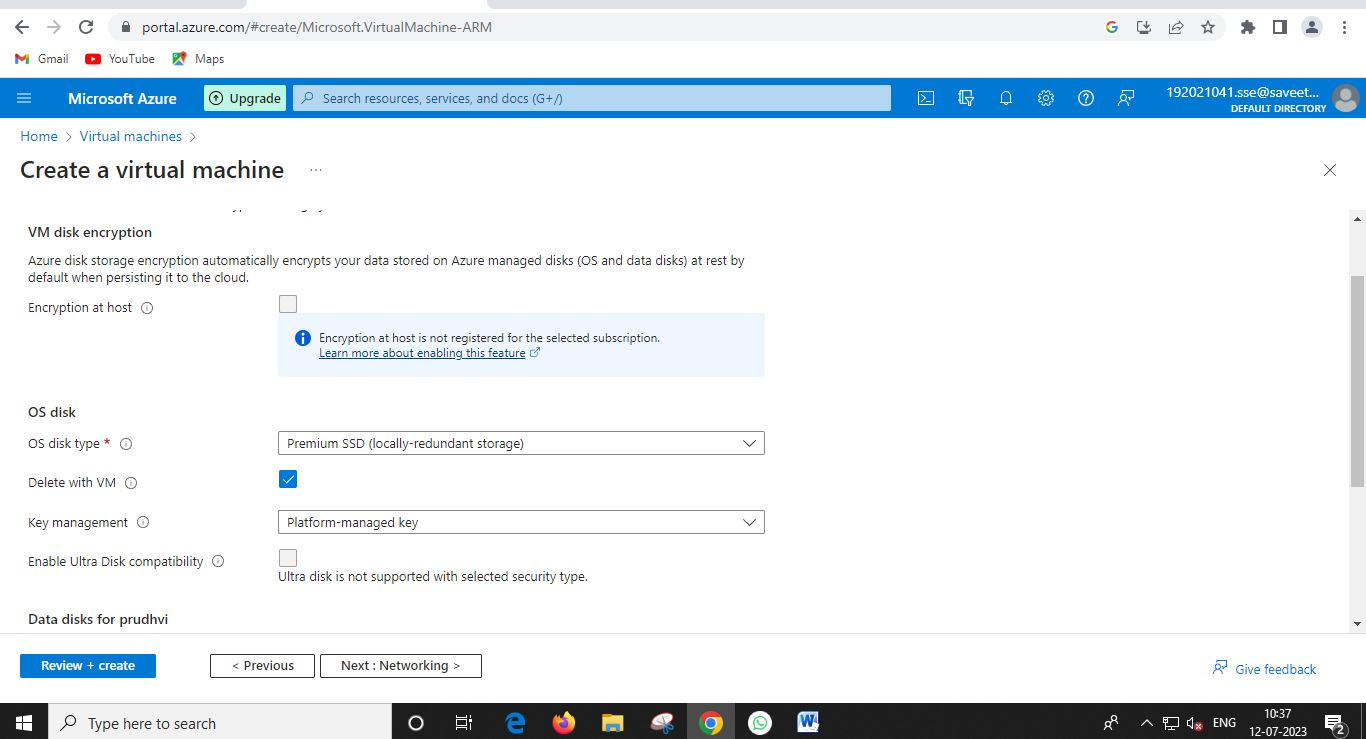 portal.azure.com/#create/Microsoft.VirtualMachine-ARM
Gmail YouTube Maps
Microsoft Azure Upgrade Search resources, services, and docs (G+/) 192021041.sse@saveet...
DEFAULT DIRECTORY
Home > Virtual machines >
Create a virtual machine ...
VM disk encryption
Azure disk storage encryption automatically encrypts your data stored on Azure managed disks (OS and data disks) at rest by
default when persisting it to the cloud.
Encryption at host
Encryption at host is not registered for the selected subscription.
Learn more about enabling this feature
OS disk
OS disk type *
Premium SSD (locally-redundant storage)
Delete with VM
Key management
Platform-managed key
Enable Ultra Disk compatibility
Ultra disk is not supported with selected security type.
Data disks for prudhvi
Review + create < Previous Next : Networking > Give feedback
Type here to search ENG 10:37
12-07-2023 2